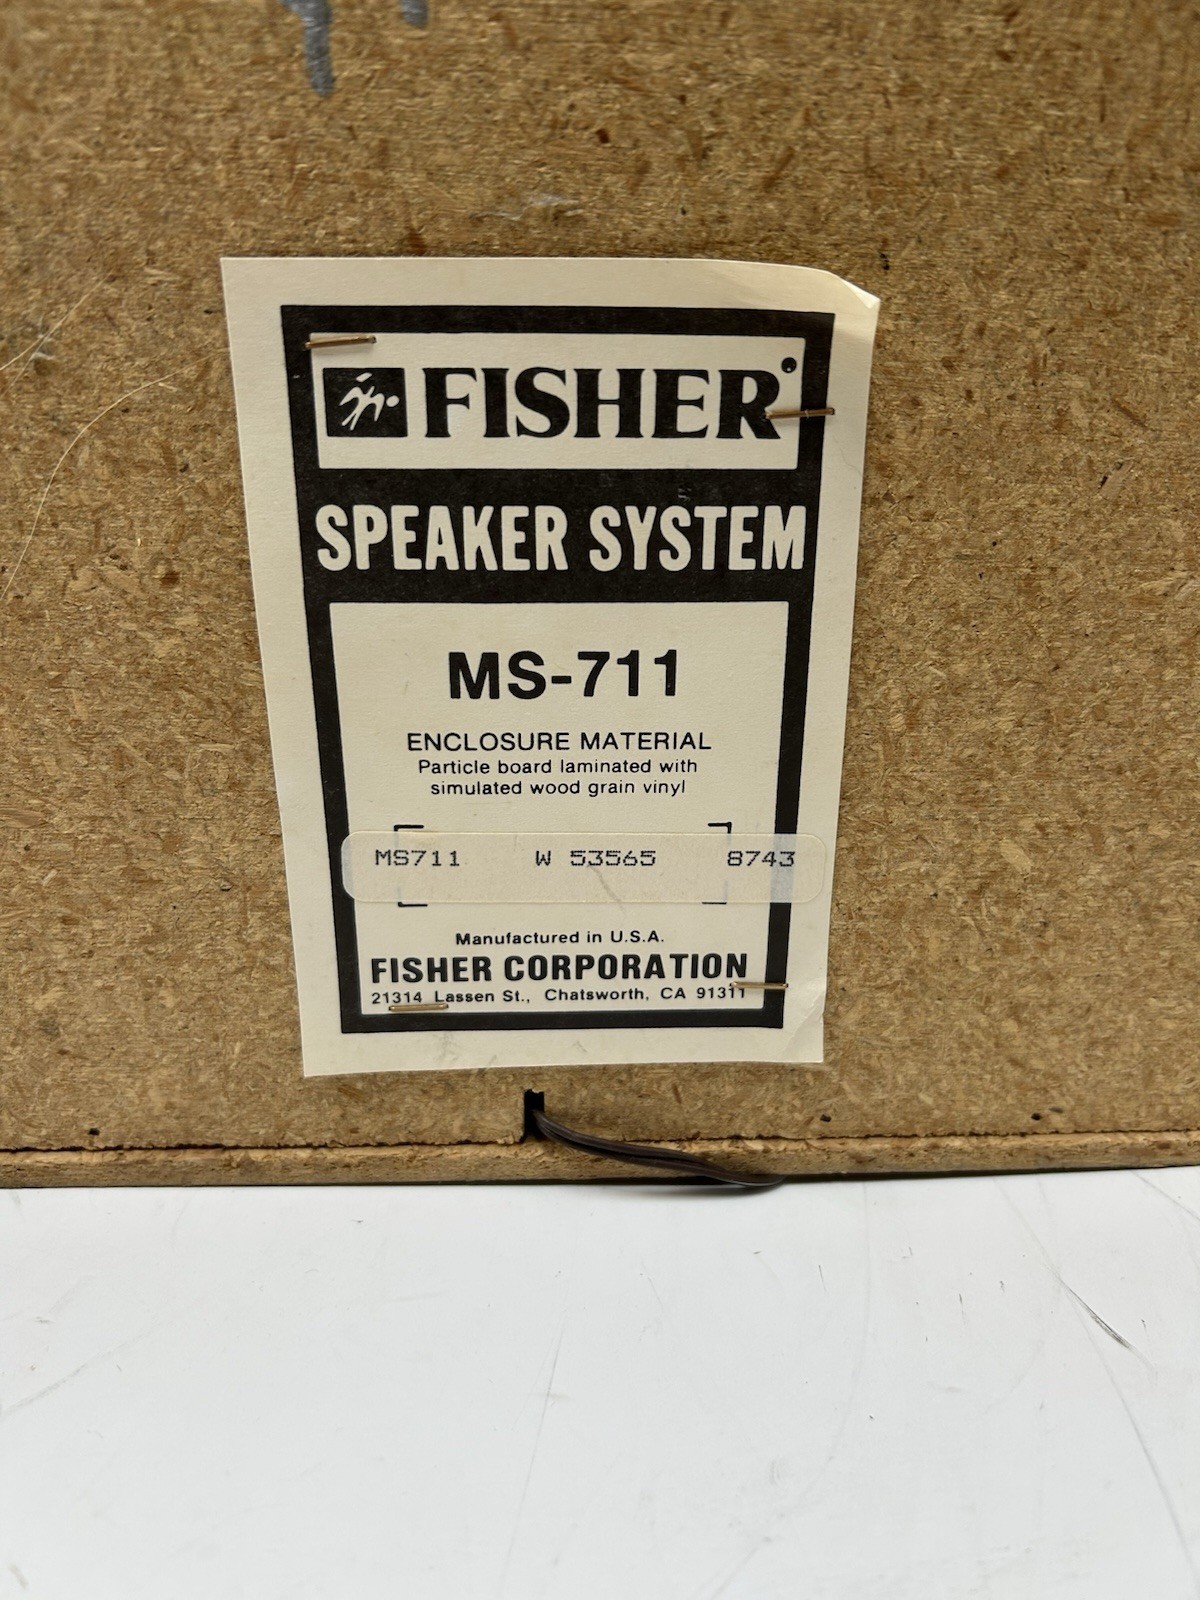 FISHER
SPEAKER SYSTEM
MS-711
ENCLOSURE MATERIAL
Particle board laminated with
simulated wood grain vinyl
MS711 W 53565 8743
Manufactured in U.S.A.
FISHER CORPORATION
21314 Lassen St., Chatsworth, CA 91311